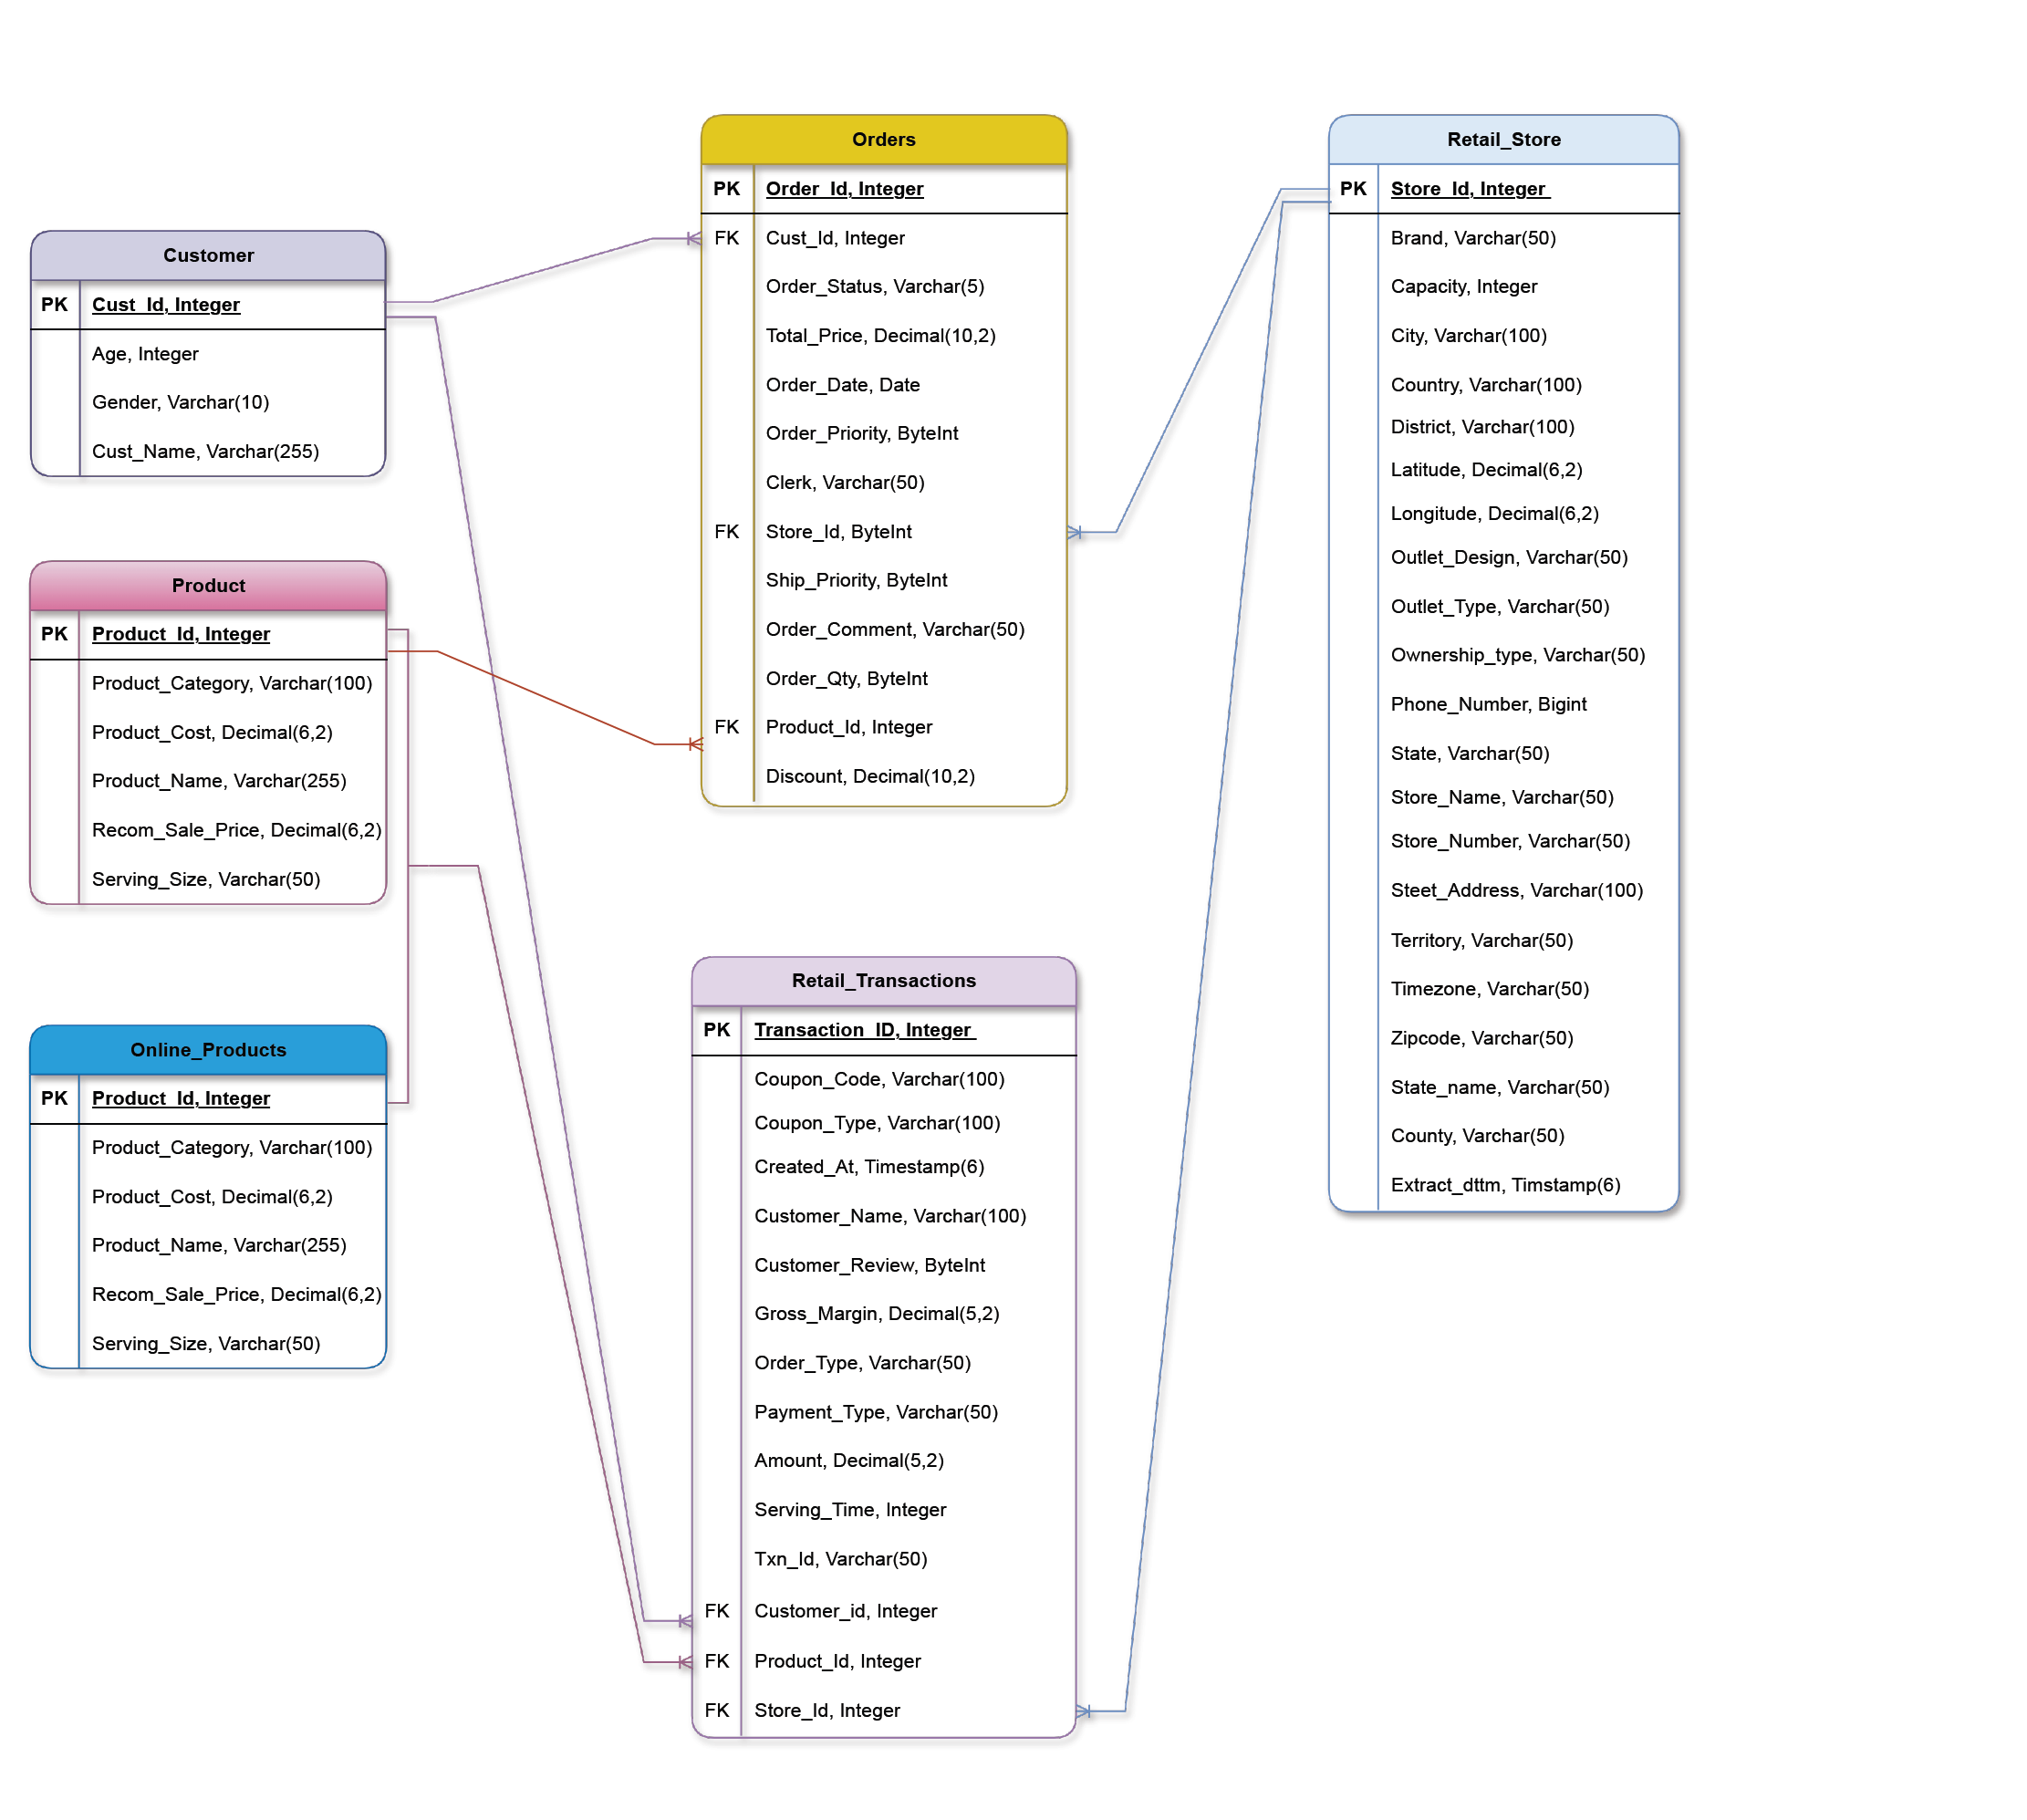 Customer
PK Cust_Id, Integer
Age, Integer
Gender, Varchar(10)
Cust_Name, Varchar(255)
Product
PK Product_Id, Integer
Product_Category, Varchar(100)
Product_Cost, Decimal(6,2)
Product_Name, Varchar(255)
Recom_Sale_Price, Decimal(6,2)
Serving_Size, Varchar(50)
Online_Products
PK Product_Id, Integer
Product_Category, Varchar(100)
Product_Cost, Decimal(6,2)
Product_Name, Varchar(255)
Recom_Sale_Price, Decimal(6,2)
Serving_Size, Varchar(50)
Orders
PK Order_Id, Integer
FK Cust_Id, Integer
Order_Status, Varchar(5)
Total_Price, Decimal(10,2)
Order_Date, Date
Order_Priority, ByteInt
Clerk, Varchar(50)
FK Store_Id, ByteInt
Ship_Priority, ByteInt
Order_Comment, Varchar(50)
Order_Qty, ByteInt
FK Product_Id, Integer
Discount, Decimal(10,2)
Retail_Transactions
PK Transaction_ID, Integer
Coupon_Code, Varchar(100)
Coupon_Type, Varchar(100)
Created_At, Timestamp(6)
Customer_Name, Varchar(100)
Customer_Review, ByteInt
Gross_Margin, Decimal(5,2)
Order_Type, Varchar(50)
Payment_Type, Varchar(50)
Amount, Decimal(5,2)
Serving_Time, Integer
Txn_Id, Varchar(50)
FK Customer_id, Integer
FK Product_Id, Integer
FK Store_Id, Integer
Retail_Store
PK Store_Id, Integer
Brand, Varchar(50)
Capacity, Integer
City, Varchar(100)
Country, Varchar(100)
District, Varchar(100)
Latitude, Decimal(6,2)
Longitude, Decimal(6,2)
Outlet_Design, Varchar(50)
Outlet_Type, Varchar(50)
Ownership_type, Varchar(50)
Phone_Number, Bigint
State, Varchar(50)
Store_Name, Varchar(50)
Store_Number, Varchar(50)
Steet_Address, Varchar(100)
Territory, Varchar(50)
Timezone, Varchar(50)
Zipcode, Varchar(50)
State_name, Varchar(50)
County, Varchar(50)
Extract_dttm, Timstamp(6)